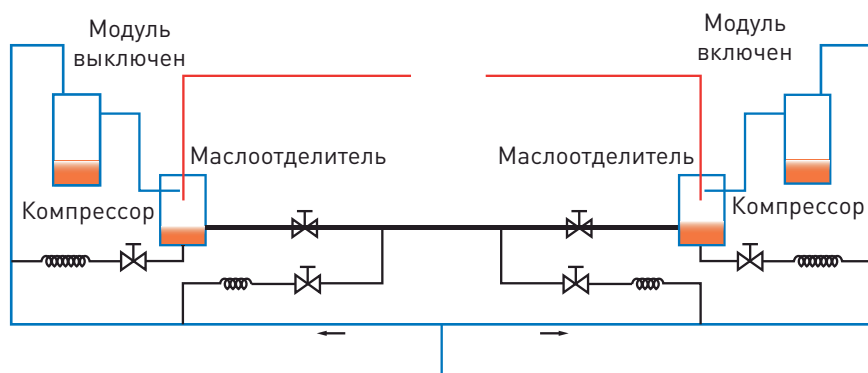 Модуль
выключен
Модуль
включен
Маслоотделитель
Маслоотделитель
Компрессор
Компрессор